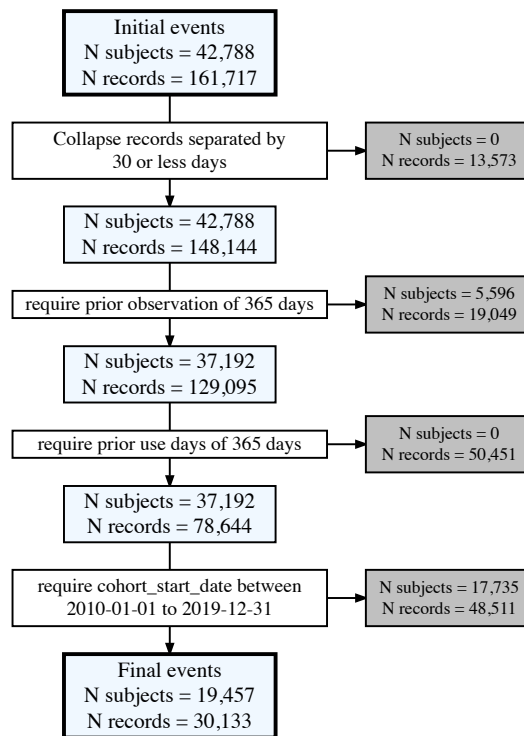 Initial events
N subjects = 42,788
N records = 161,717
Collapse records separated by
30 or less days
N subjects = 0
N records = 13,573
N subjects = 42,788
N records = 148,144
require prior observation of 365 days
N subjects = 5,596
N records = 19,049
N subjects = 37,192
N records = 129,095
require prior use days of 365 days
N subjects = 0
N records = 50,451
N subjects = 37,192
N records = 78,644
require cohort_start_date between
2010-01-01 to 2019-12-31
N subjects = 17,735
N records = 48,511
Final events
N subjects = 19,457
N records = 30,133